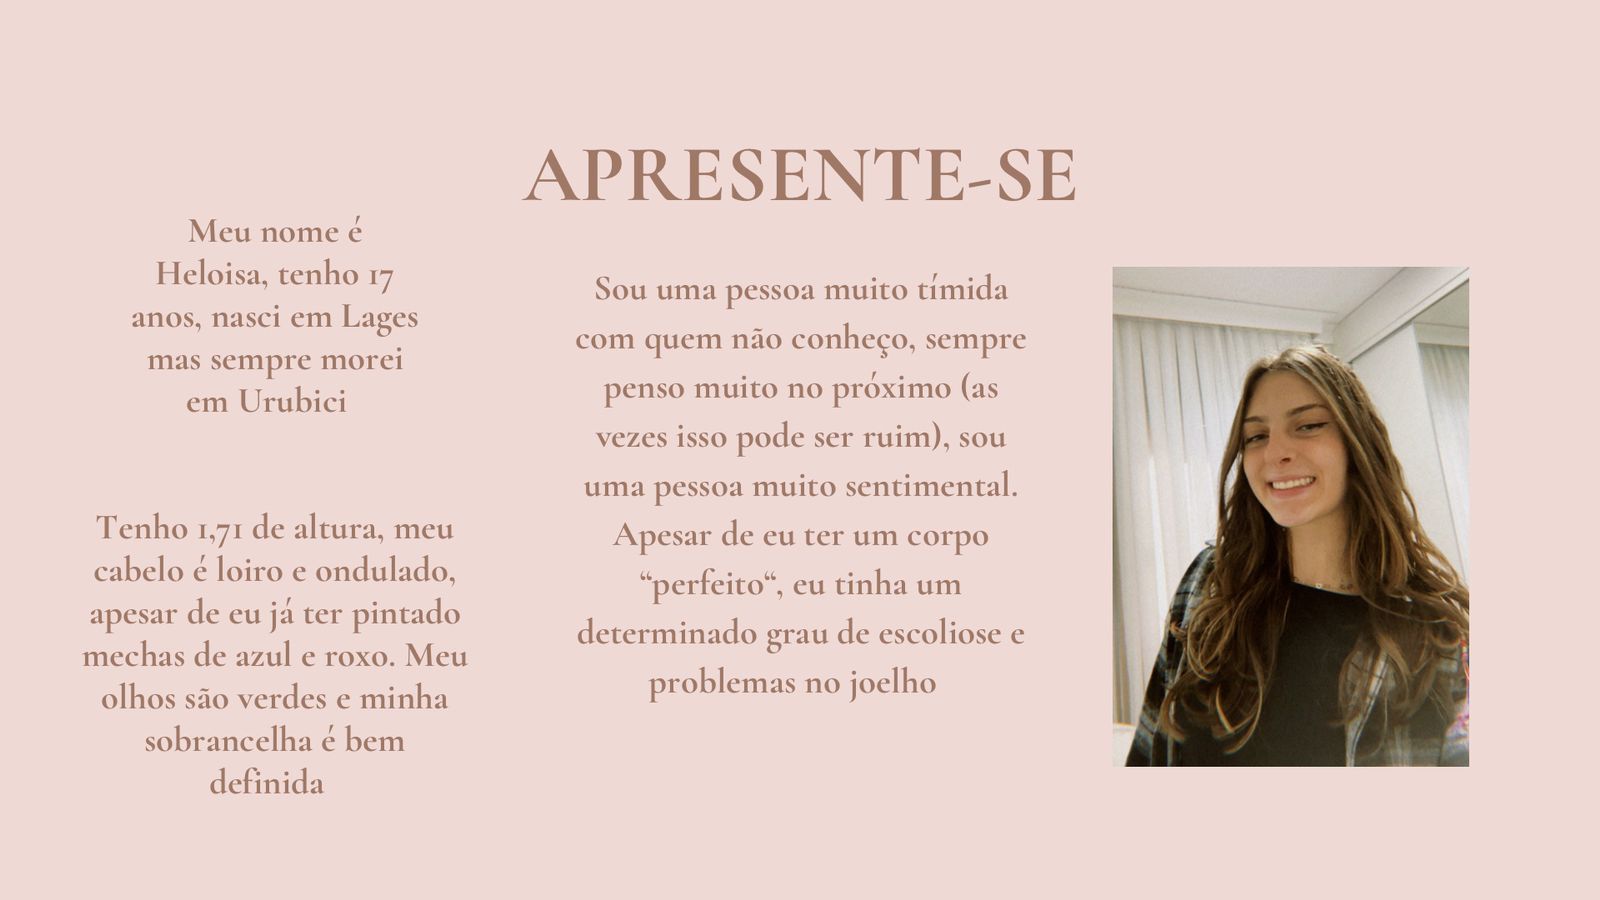 APRESENTE-SE
Meu nome é
Heloisa, tenho 17
anos, nasci em Lages
mas sempre morei
em Urubici
Tenho 1,71 de altura, meu
cabelo é loiro e ondulado,
apesar de eu já ter pintado
mechas de azul e roxo. Meu
olhos são verdes e minha
sobrancelha é bem
definida
Sou uma pessoa muito tímida
com quem não conheço, sempre
penso muito no próximo (as
vezes isso pode ser ruim), sou
uma pessoa muito sentimental.
Apesar de eu ter um corpo
“perfeito“, eu tinha um
determinado grau de escoliose e
problemas no joelho